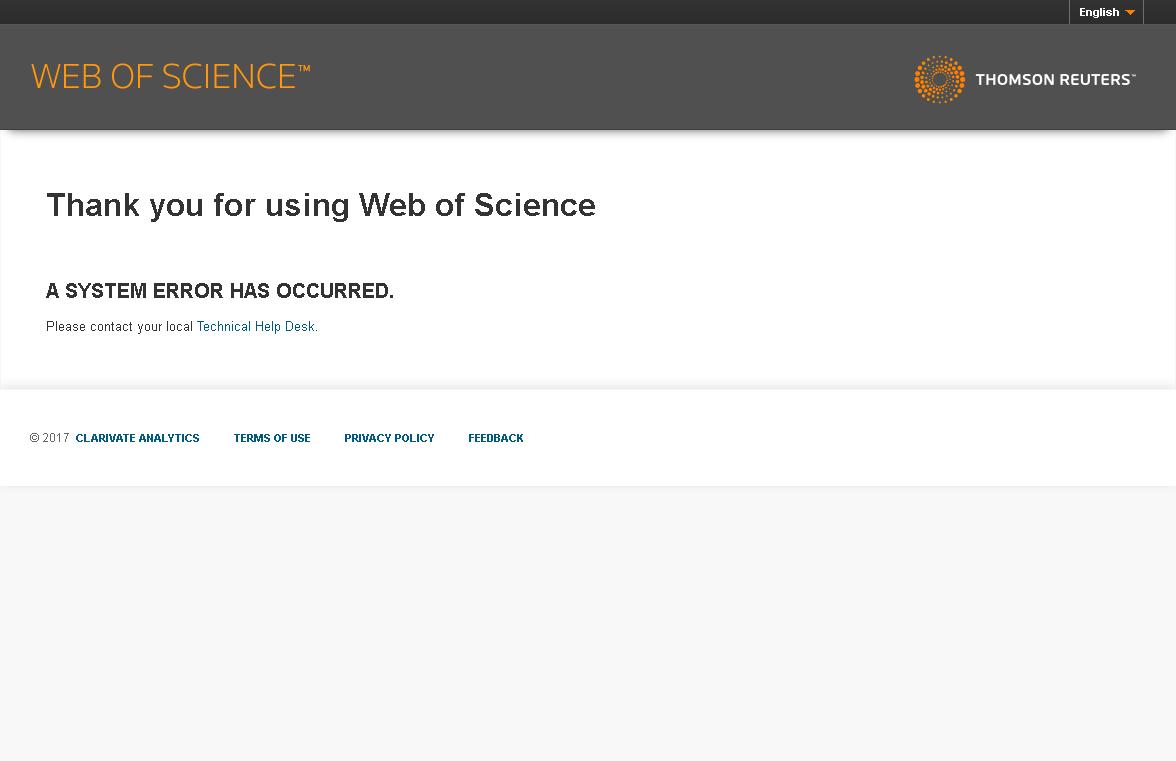 English
WEB OF SCIENCE™
THOMSON REUTERS™
Thank you for using Web of Science
A SYSTEM ERROR HAS OCCURRED.
Please contact your local Technical Help Desk.
© 2017 CLARIVATE ANALYTICS TERMS OF USE PRIVACY POLICY FEEDBACK